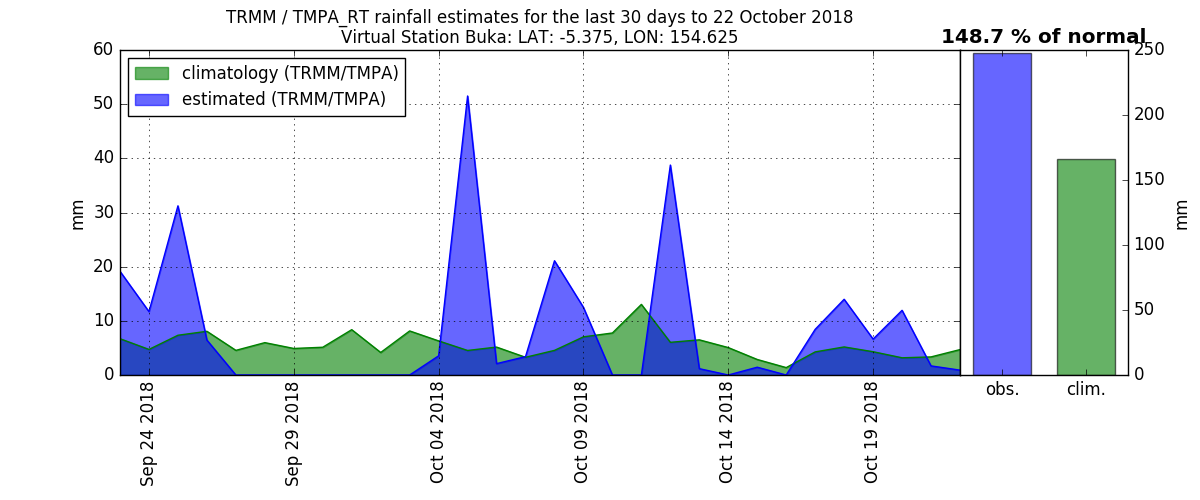 TRMM / TMPA_RT rainfall estimates for the last 30 days to 22 October 2018
Virtual Station Buka: LAT: -5.375, LON: 154.625
148.7 % of normal
climatology (TRMM/TMPA)
estimated (TRMM/TMPA)
60
50
40
30
20
10
0
mm
Sep 24 2018
Sep 29 2018
Oct 04 2018
Oct 09 2018
Oct 14 2018
Oct 19 2018
obs.
clim.
250
200
150
100
50
0
mm